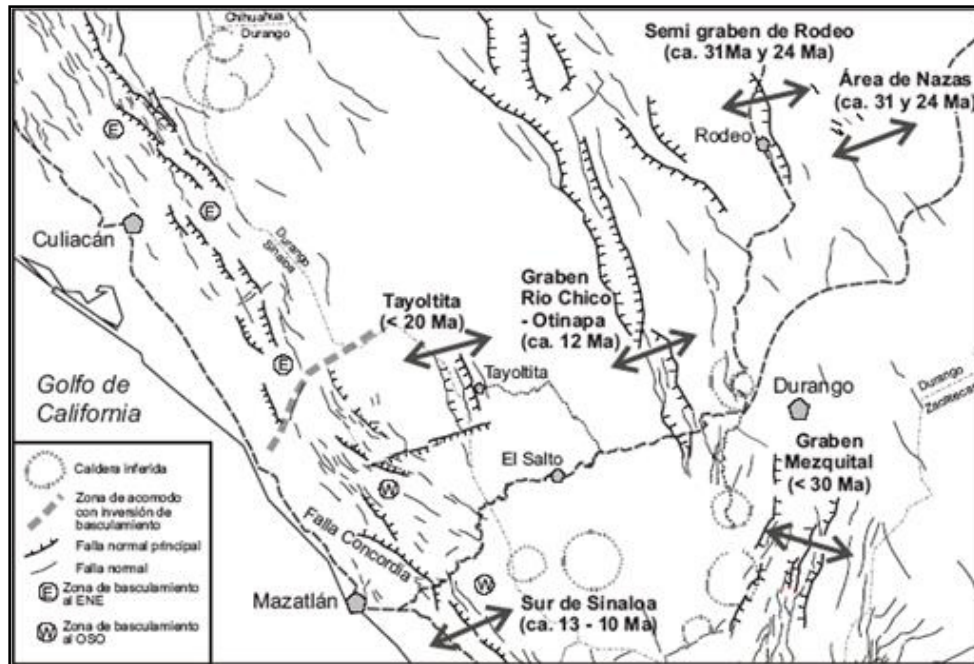 Chihuahua
Durango
Semi graben de Rodeo
(ca. 31Ma y 24 Ma)
Área de Nazas
(ca. 31 y 24 Ma)
Rodeo
E
E
Culiacán
Durango
Sinaloa
Tayoltita
(< 20 Ma)
Graben
Rio Chico
- Otinapa
(ca. 12 Ma)
E
Tayoltita
Golfo de
California
Durango
Durango
Zacatecas
Graben
Mezquital
(< 30 Ma)
El Salto
W
Falla Concordia
Mazatlán
W
Sur de Sinaloa
(ca. 13 - 10 Ma)
Caldera inferida
Zona de acomodo
con inversión de
basculamiento
Falla normal principal
Falla normal
E
Zona de basculamiento
al ENE
W
Zona de basculamiento
al OSO